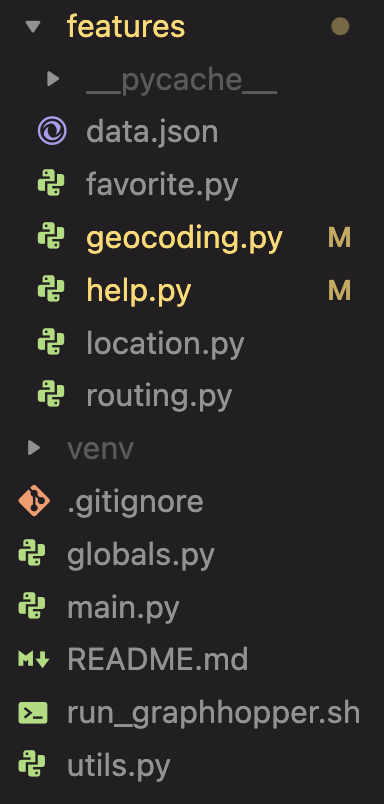 features
__pycache__
data.json
favorite.py
geocoding.py M
help.py M
location.py
routing.py
venv
.gitignore
globals.py
main.py
README.md
run_graphhopper.sh
utils.py